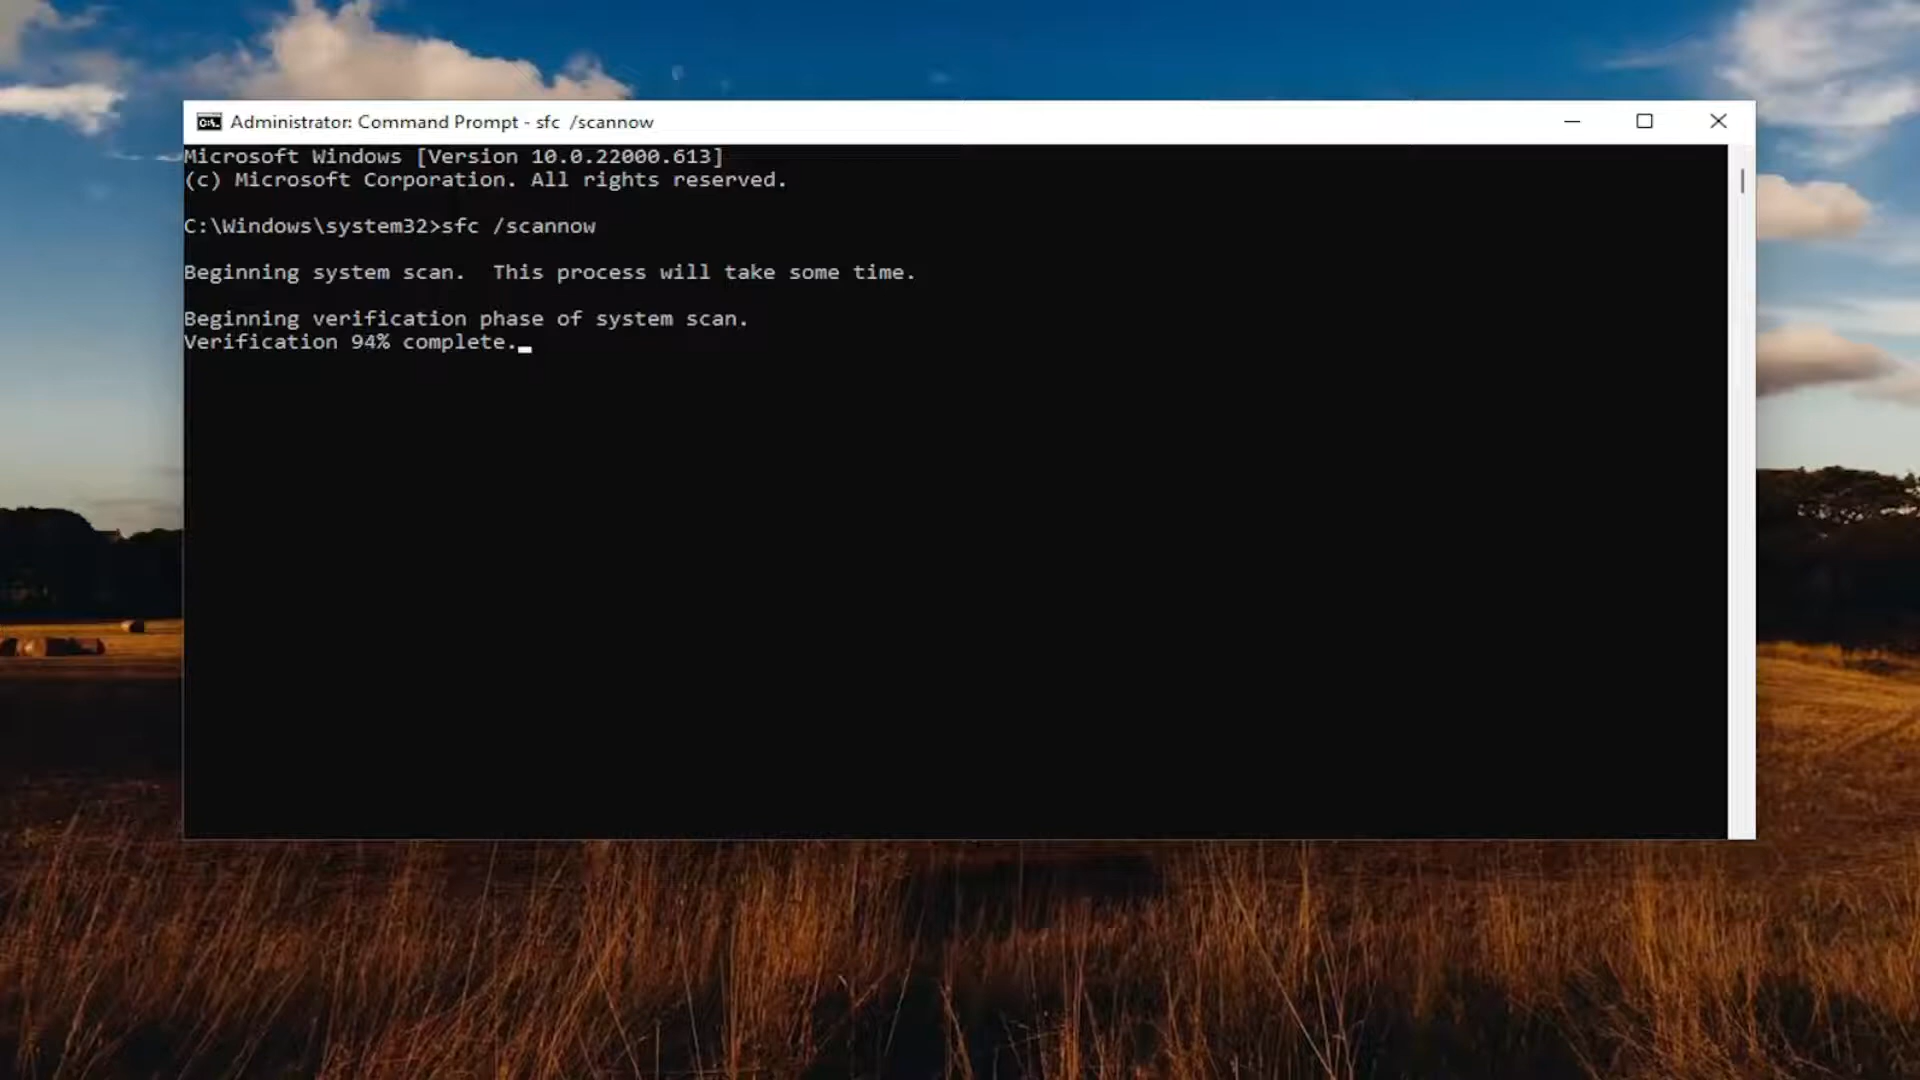 Administrator: Command Prompt - sfc  /scannow
Microsoft Windows [Version 10.0.22000.613]
(c) Microsoft Corporation. All rights reserved.
C:\Windows\system32>sfc /scannow
Beginning system scan.  This process will take some time.
Beginning verification phase of system scan.
Verification 94% complete.